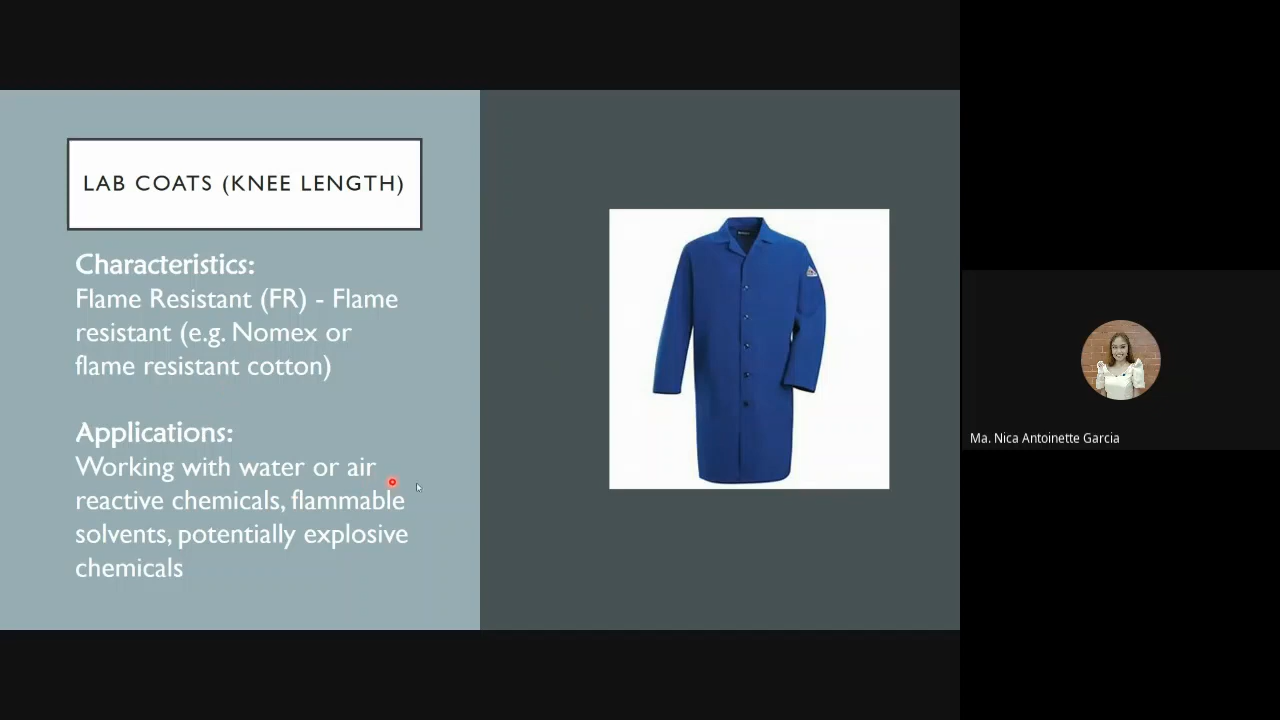 LAB COATS (KNEE LENGTH)
Characteristics:
Flame Resistant (FR) - Flame
resistant (e.g. Nomex or
flame resistant cotton)
Applications:
Working with water or air
reactive chemicals, flammable
solvents, potentially explosive
chemicals
Ma. Nica Antoinette Garcia